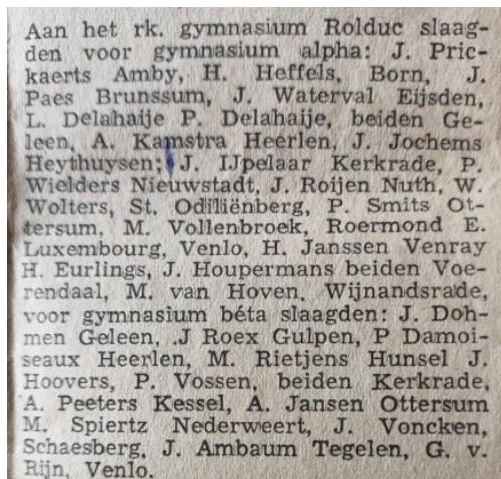 Aan het rk. gymnasium Rolduc slaag-
den voor gymnasium alpha: J. Pric-
kaerts Amby, H. Heffels, Born, J.
Paes Brunssum, J. Waterval Eijsden,
L. Delahaije P. Delahaije, beiden Ge-
leen, A. Kamstra Heerlen, J. Jochems
Heythuysen; J. IJpelaar Kerkrade, P.
Wielders Nieuwstadt, J. Roijen Nuth, W.
Wolters, St. Odiliënberg, P. Smits Ot-
tersum, M. Vollenbroek, Roermond E.
Luxembourg, Venlo, H. Janssen Venray
H. Eurlings, J. Houpermans beiden Voe-
rendaal, M. van Hoven, Wijnandsrade,
voor gymnasium béta slaagden: J. Doh-
men Geleen, .J Roex Gulpen, P Damoi-
seaux Heerlen, M. Rietjens Hunsel J.
Hoovers, P. Vossen, beiden Kerkrade,
A. Peeters Kessel, A. Jansen Ottersum
M. Spiertz Nederweert, J. Voncken,
Schaesberg, J. Ambaum Tegelen, G. v.
Rijn, Venlo.